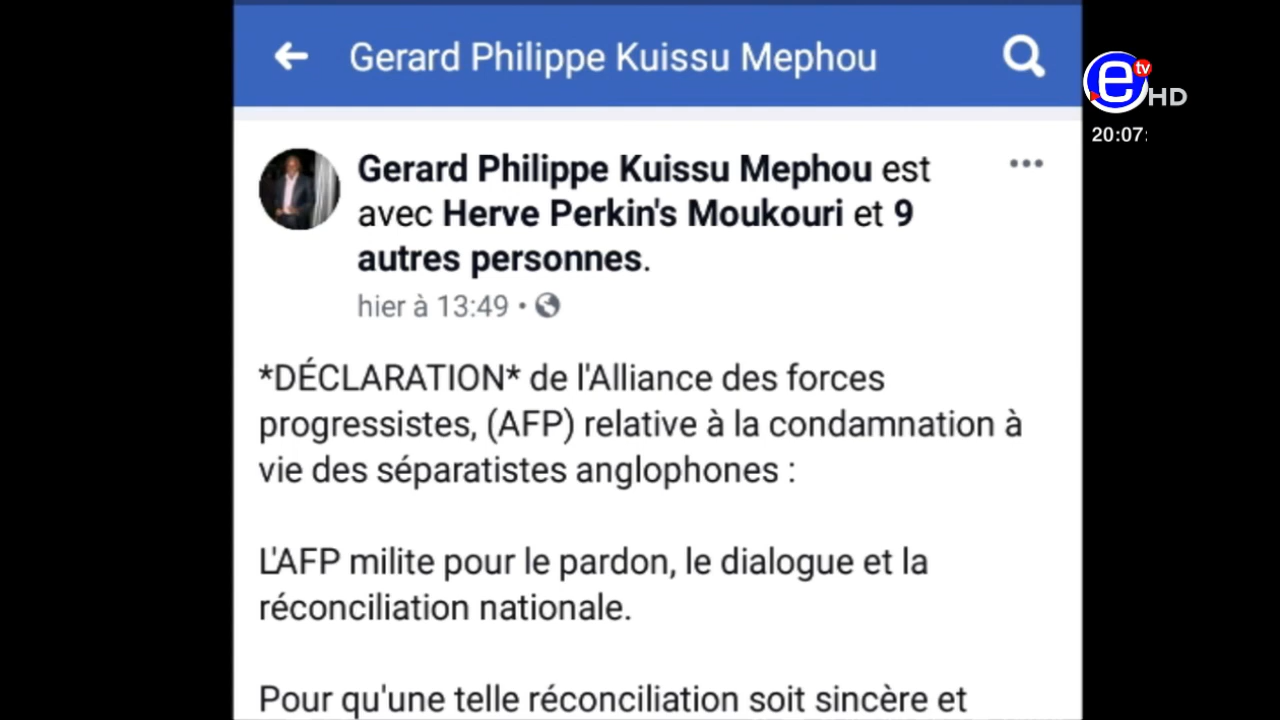 Gerard Philippe Kuissu Mephou
e tv HD
20:07:
Gerard Philippe Kuissu Mephou est
avec Herve Perkin's Moukouri et 9
autres personnes.
hier à 13:49 •
*DÉCLARATION* de l'Alliance des forces
progressistes, (AFP) relative à la condamnation à
vie des séparatistes anglophones :
L'AFP milite pour le pardon, le dialogue et la
réconciliation nationale.
Pour qu'une telle réconciliation soit sincère et